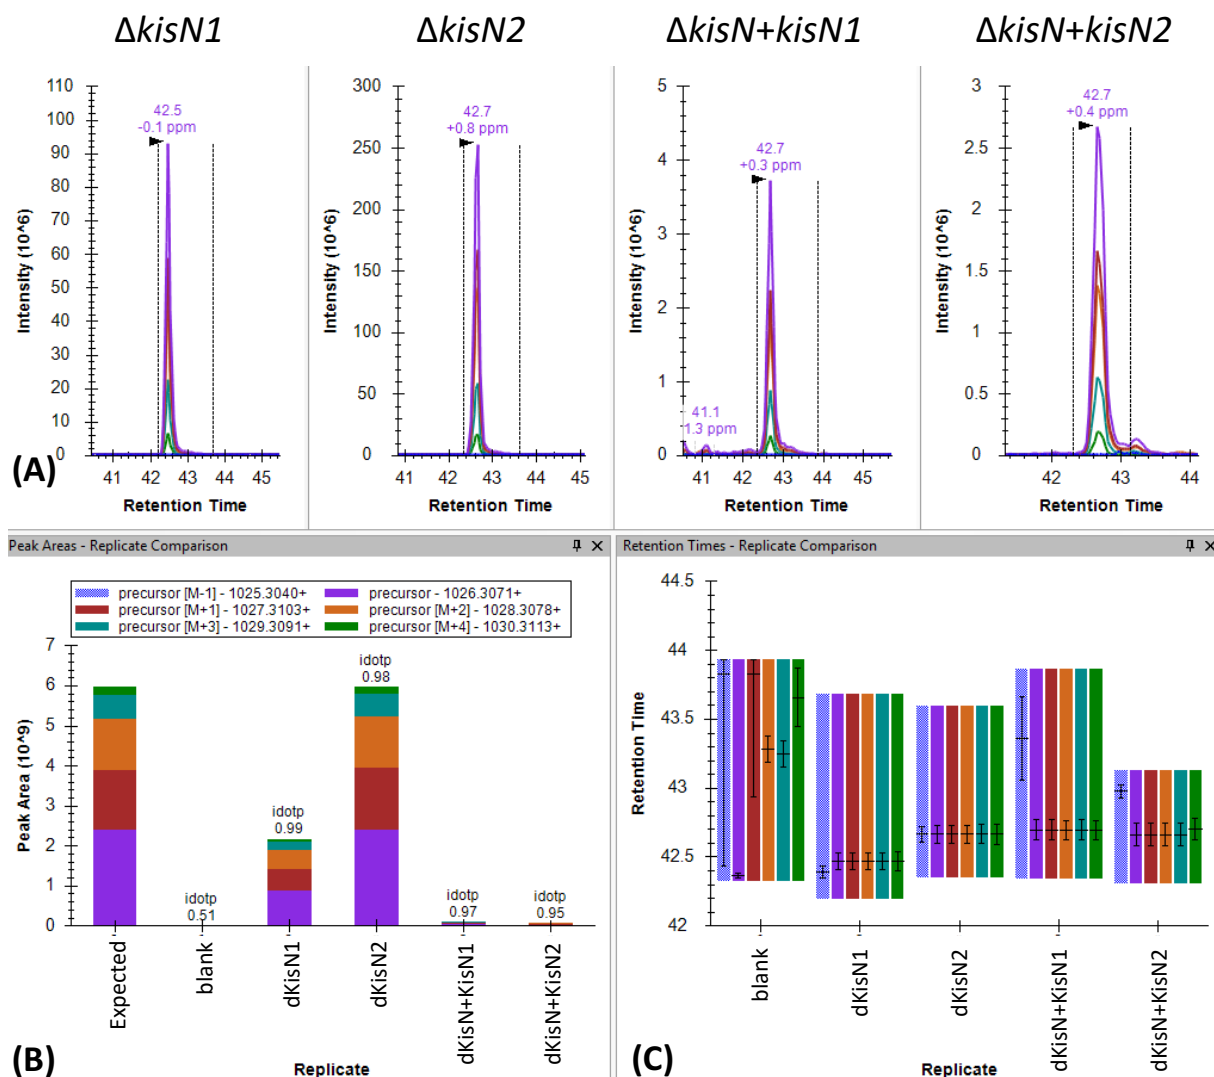 ΔkisN1 ΔkisN2 ΔkisN+kisN1 ΔkisN+kisN2
110
100
90
80
70
60
50
40
30
20
10
0
Intensity (10^6)
42.5
-0.1 ppm
41 42 43 44 45
Retention Time
300
250
200
150
100
50
0
Intensity (10^6)
42.7
+0.8 ppm
41 42 43 44 45
Retention Time
5
4
3
2
1
0
Intensity (10^6)
42.7
+0.3 ppm
41.1
1.3 ppm
41 42 43 44 45
Retention Time
3
2.5
2
1.5
1
0.5
0
Intensity (10^6)
42.7
+0.4 ppm
42 43 44
Retention Time
(A)
Peak Areas - Replicate Comparison
precursor [M-1] - 1025.3040+ precursor - 1026.3071+
precursor [M+1] - 1027.3103+ precursor [M+2] - 1028.3078+
precursor [M+3] - 1029.3091+ precursor [M+4] - 1030.3113+
7
6
5
4
3
2
1
0
Peak Area (10^9)
idotp
0.51
idotp
0.99
idotp
0.98
idotp
0.97
idotp
0.95
Expected
blank
dKisN1
dKisN2
dKisN+KisN1
dKisN+KisN2
Replicate
(B)
Retention Times - Replicate Comparison
44.5
44
43.5
43
42.5
42
Retention Time
blank
dKisN1
dKisN2
dKisN+KisN1
dKisN+KisN2
Replicate
(C)